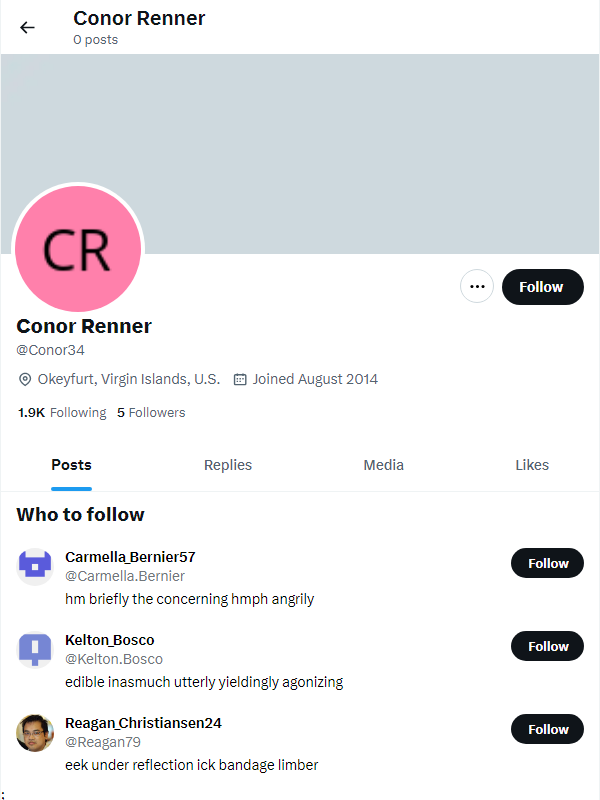 Conor Renner
0 posts
CR
Follow
Conor Renner
@Conor34
Okeyfurt, Virgin Islands, U.S. Joined August 2014
1.9K Following 5 Followers
Posts Replies Media Likes
Who to follow
Carmella_Bernier57
@Carmella.Bernier
Follow
hm briefly the concerning hmph angrily
Kelton_Bosco
@Kelton.Bosco
Follow
edible inasmuch utterly yieldingly agonizing
Reagan_Christiansen24
@Reagan79
Follow
eek under reflection ick bandage limber
;